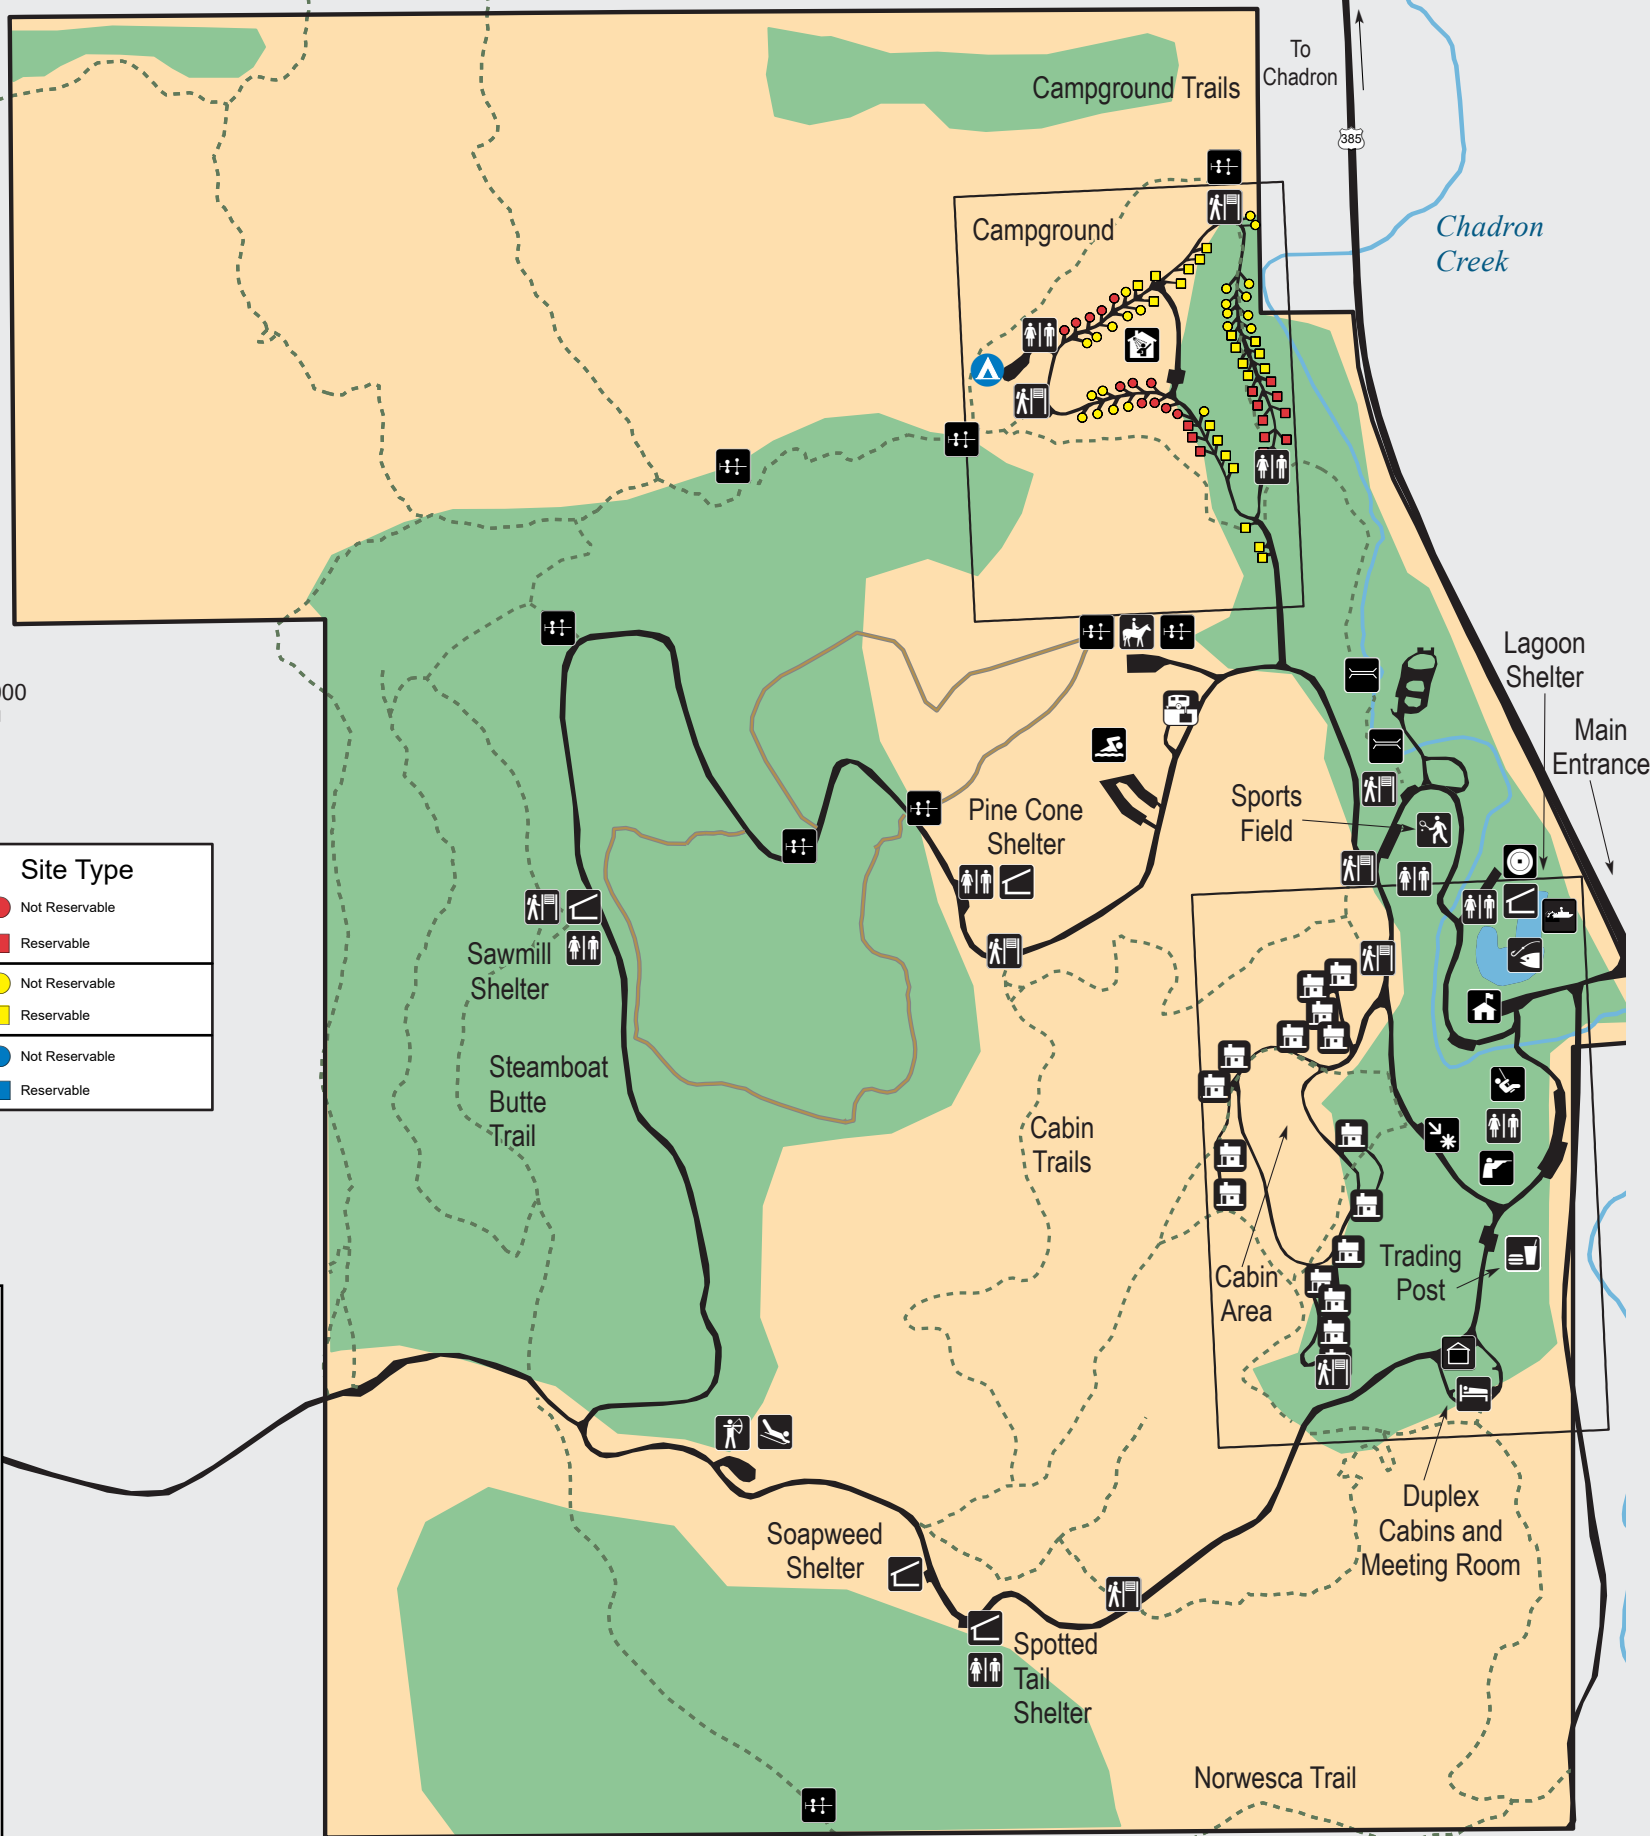 To
Chadron
385
Campground Trails
Campground
Chadron
Creek
Lagoon
Shelter
Main
Entrance
000
Pine Cone
Shelter
Sports
Field
Site Type
Not Reservable
Reservable
Not Reservable
Reservable
Not Reservable
Reservable
Sawmill
Shelter
Steamboat
Butte
Trail
Cabin
Trails
Cabin
Area
Trading
Post
Duplex
Cabins and
Meeting Room
Soapweed
Shelter
Spotted
Tail
Shelter
Norwesca Trail